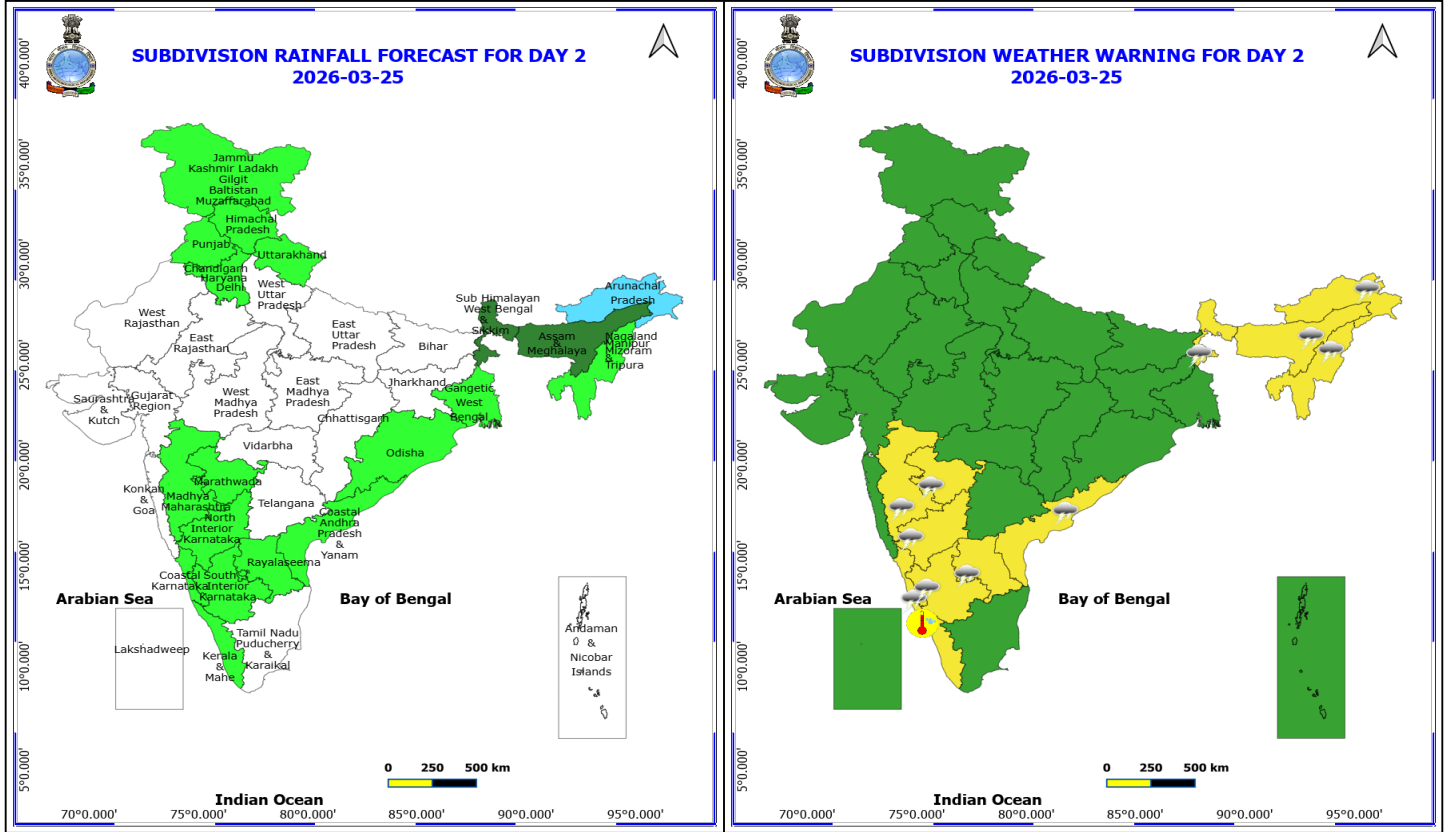 SUBDIVISION RAINFALL FORECAST FOR DAY 2
2026-03-25
40°0.000'
35°0.000'
30°0.000'
25°0.000'
20°0.000'
15°0.000'
10°0.000'
5°0.000'
Jammu
Kashmir Ladakh
Gilgit
Baltistan
Muzaffarabad
Himachal
Pradesh
Punjab
Uttarakhand
Chandigarh
Haryana
Delhi
West
Uttar
Pradesh
West
Rajasthan
East
Rajasthan
East
Uttar
Pradesh
Bihar
Sub Himalayan
West Bengal
&
Sikkim
Arunachal
Pradesh
Assam
&
Meghalaya
Nagaland
Manipur
Mizoram
&
Tripura
Saurashtra
&
Kutch
Gujarat
Region
West
Madhya
Pradesh
East
Madhya
Pradesh
Jharkhand
Gangetic
West
Bengal
Chhattisgarh
Odisha
Vidarbha
Konkan
&
Goa
Marathwada
Madhya
Maharashtra
North
Interior
Karnataka
Telangana
Coastal
Andhra
Pradesh
&
Yanam
Rayalaseema
Coastal
Karnataka
South
Interior
Karnataka
Tamil Nadu
Puducherry
&
Karaikal
Kerala
&
Mahe
Lakshadweep
Andaman
&
Nicobar
Islands
Arabian Sea
Bay of Bengal
Indian Ocean
0 250 500 km
70°0.000' 75°0.000' 80°0.000' 85°0.000' 90°0.000' 95°0.000'
SUBDIVISION WEATHER WARNING FOR DAY 2
2026-03-25
40°0.000'
35°0.000'
30°0.000'
25°0.000'
20°0.000'
15°0.000'
10°0.000'
5°0.000'
Arabian Sea
Bay of Bengal
Indian Ocean
0 250 500 km
70°0.000' 75°0.000' 80°0.000' 85°0.000' 90°0.000' 95°0.000'